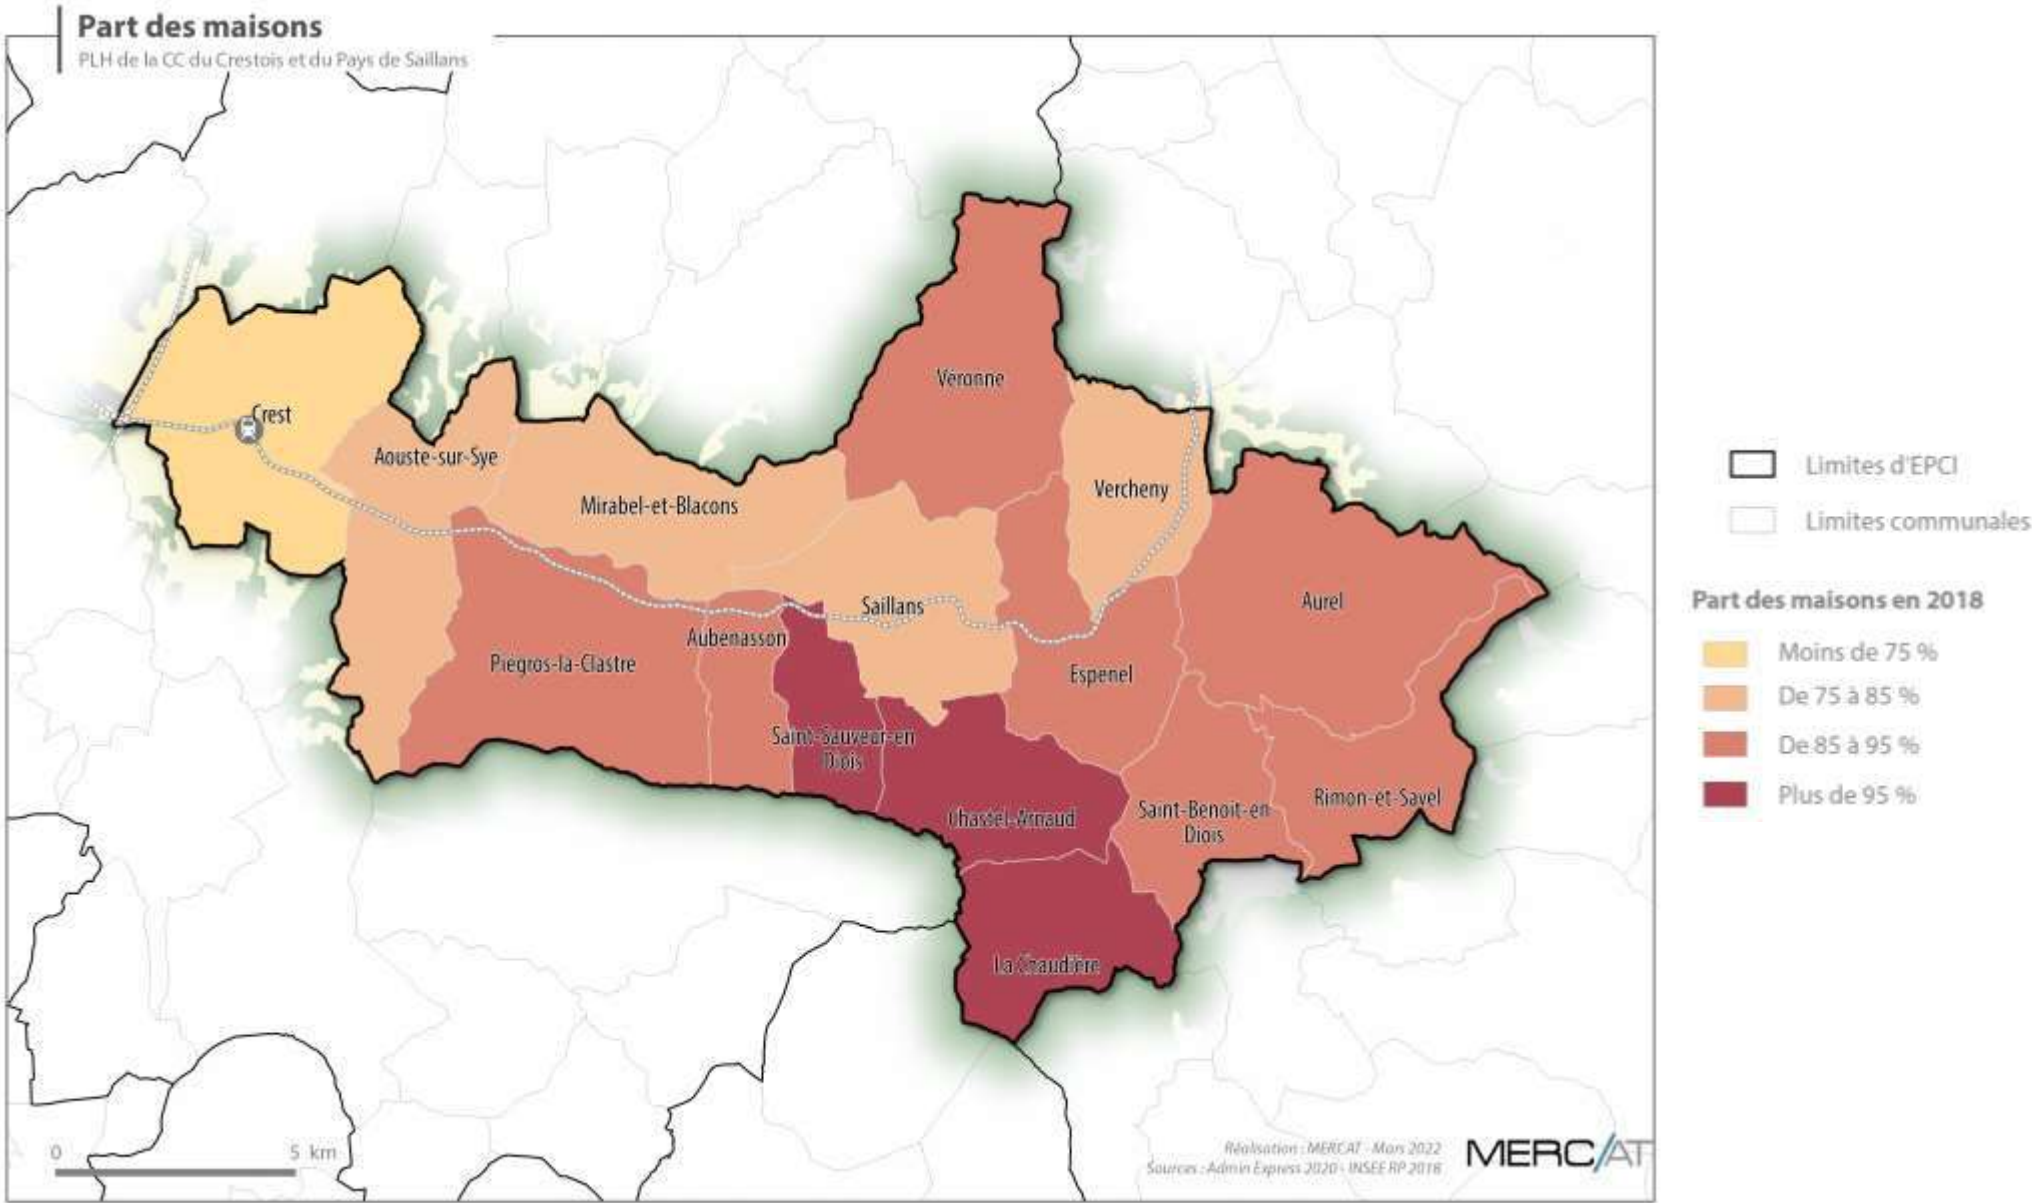 Part des maisons
PLH de la CC du Crestois et du Pays de Saillans
Véronne
Crest
Aouste-sur-Sye
Mirabel-et-Blacons
Vercheny
Saillans
Aurel
Aubenasson
Piégros-la-Clastre
Espenel
Saint-Sauveur-en
Diois
Chastel-Arnaud
Saint-Benoit-en
Diois
Rimon-et-Savel
La Chaudière
0 5 km
Réalisation : MERCAT - Mars 2022
Sources : Admin Express 2020 - INSEE RP 2018
MERC/AT
Limites d'EPCI
Limites communales
Part des maisons en 2018
Moins de 75 %
De 75 à 85 %
De 85 à 95 %
Plus de 95 %